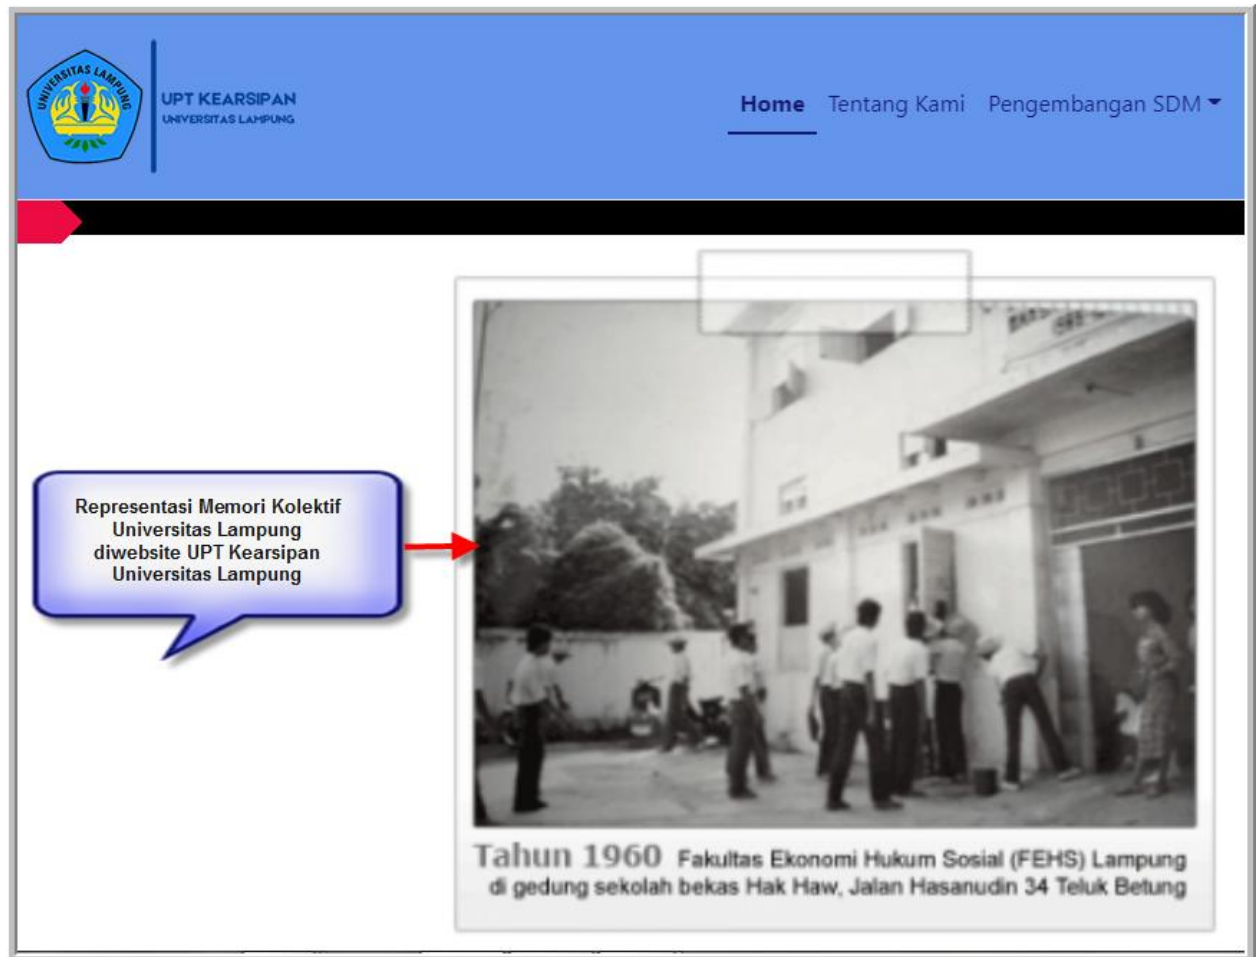 UNIVERSITAS LAMPUNG
UPT KEARSIPAN
UNIVERSITAS LAMPUNG
Home Tentang Kami Pengembangan SDM
Representasi Memori Kolektif
Universitas Lampung
diwebsite UPT Kearsipan
Universitas Lampung
Tahun 1960 Fakultas Ekonomi Hukum Sosial (FEHS) Lampung
di gedung sekolah bekas Hak Haw, Jalan Hasanudin 34 Teluk Betung